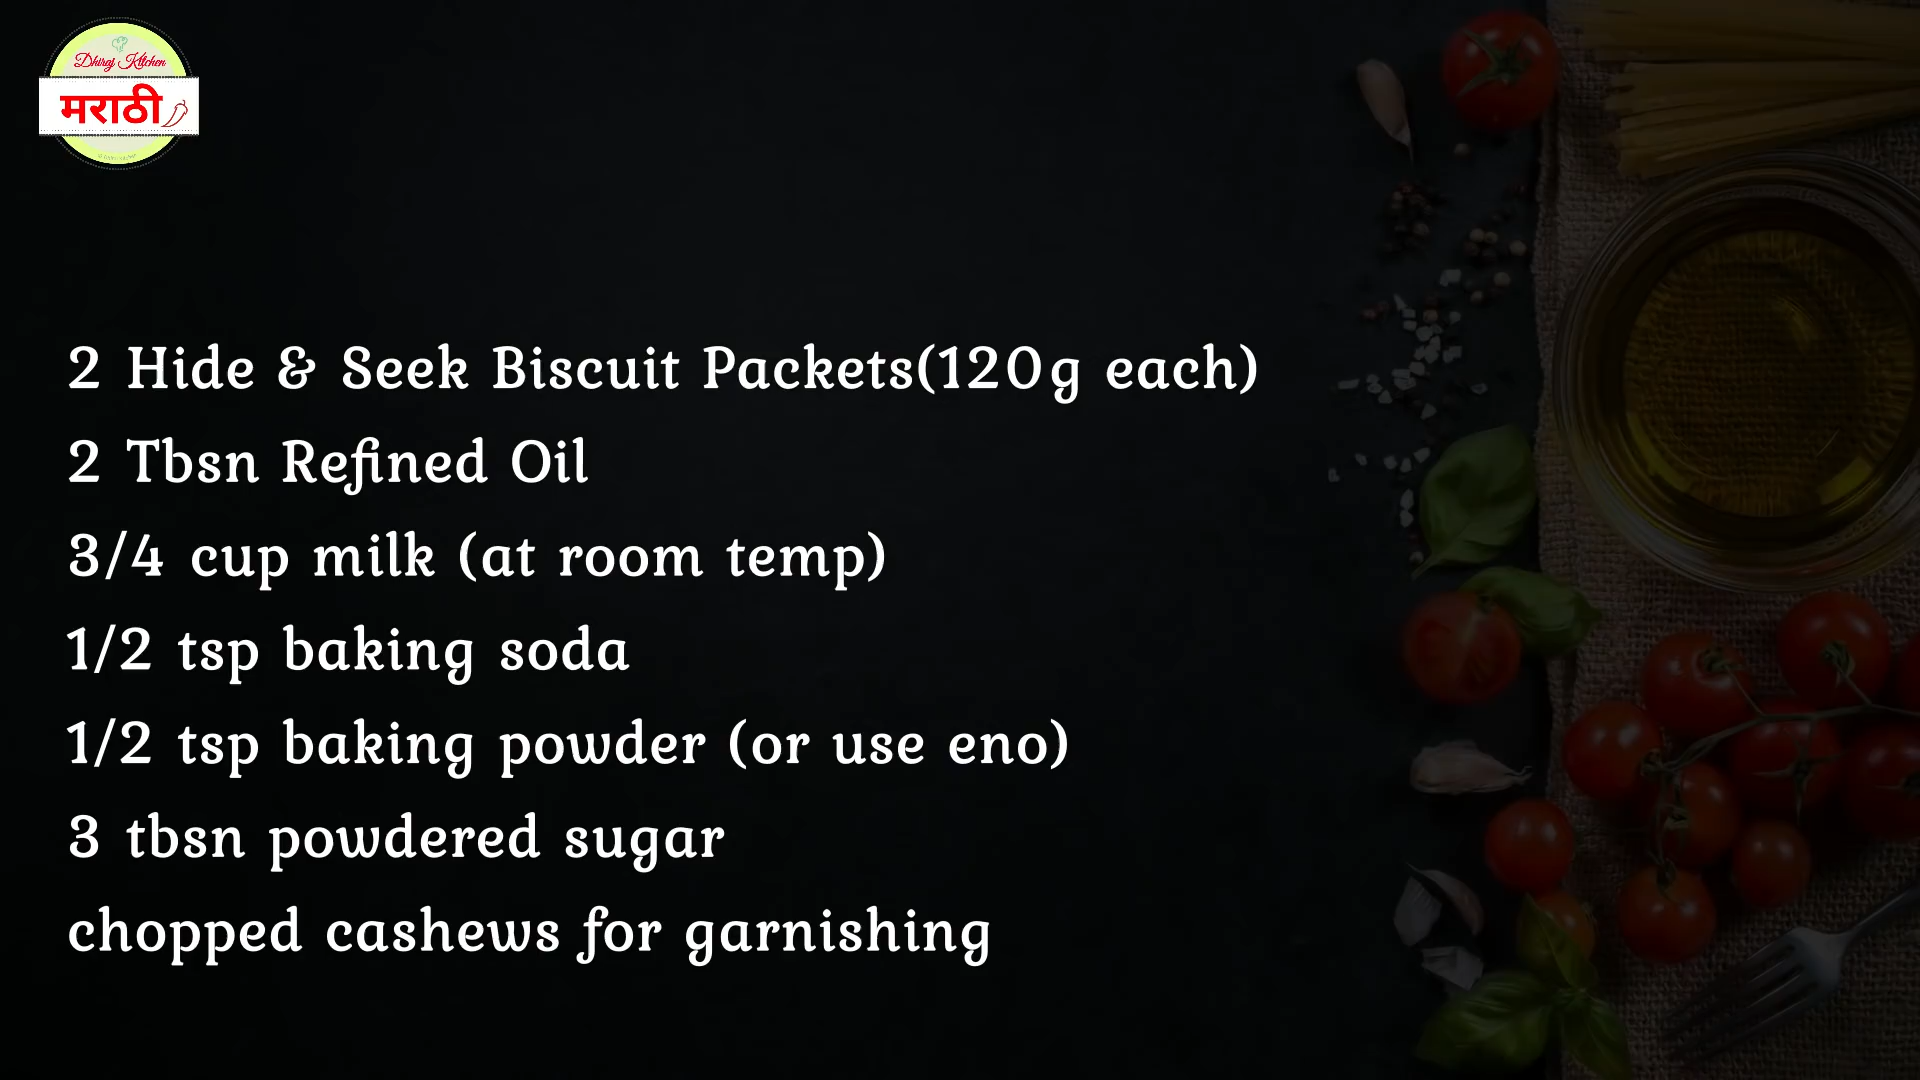 Dhiraj Kitchen
मराठी
2 Hide & Seek Biscuit Packets(120g each)
2 Tbsn Refined Oil
3/4 cup milk (at room temp)
1/2 tsp baking soda
1/2 tsp baking powder (or use eno)
3 tbsn powdered sugar
chopped cashews for garnishing